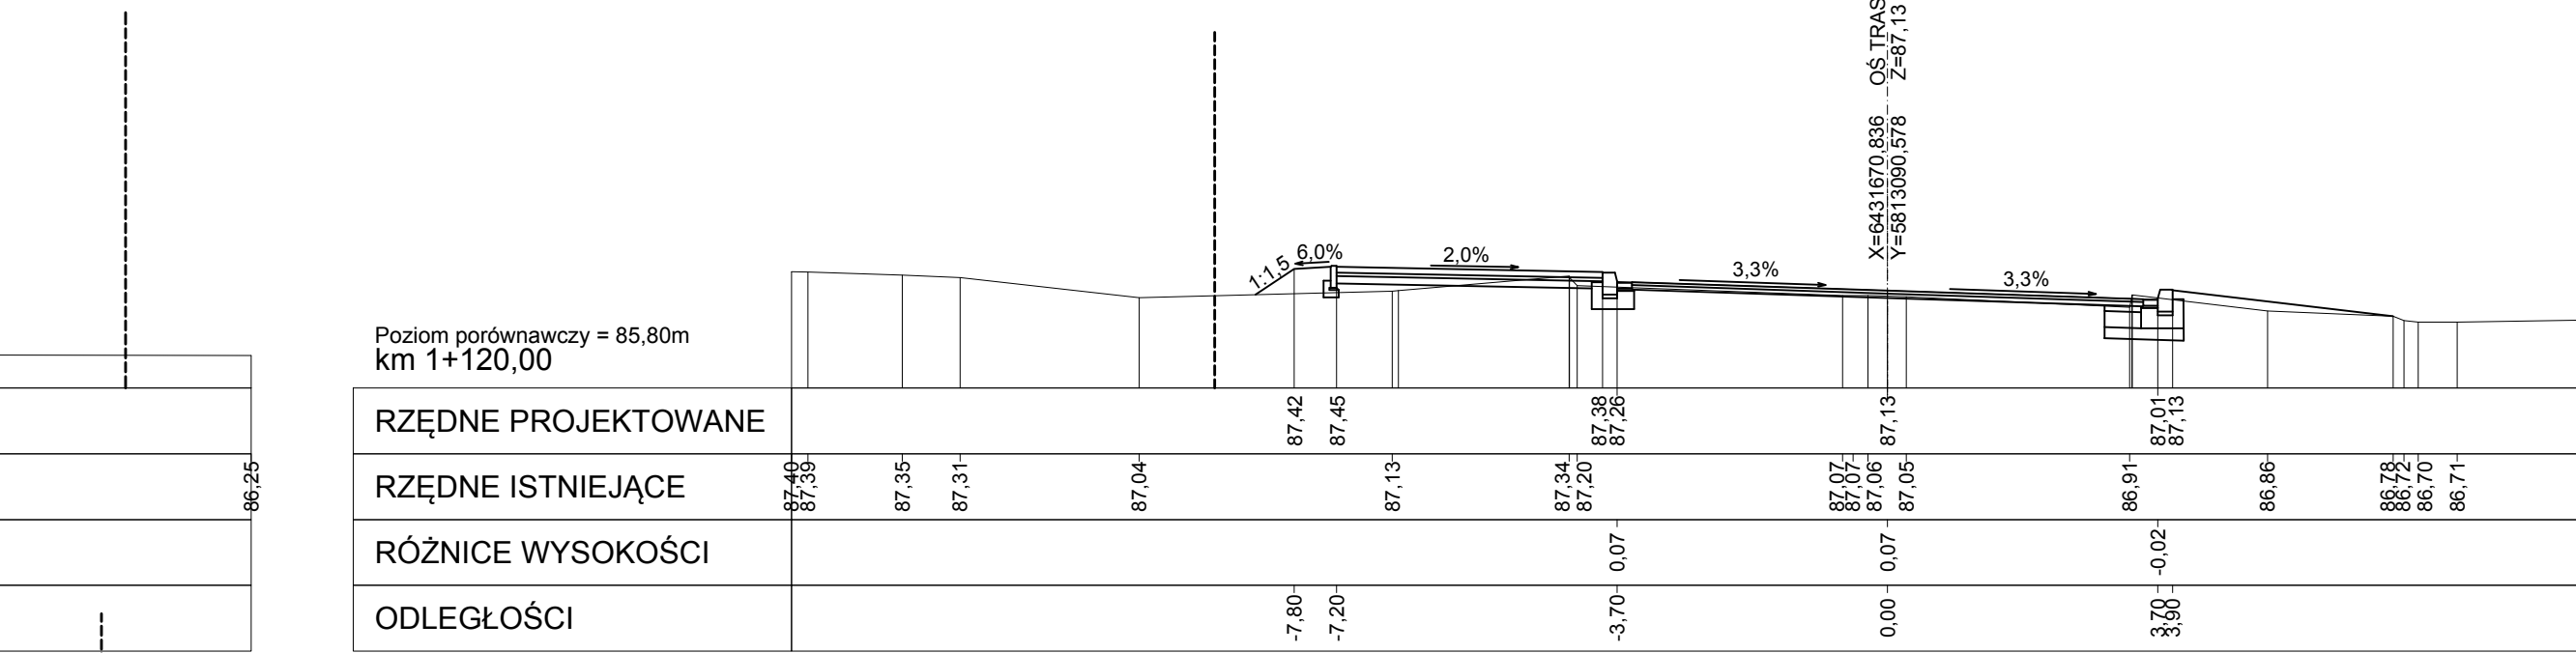 OŚ TRAS
Z=87,13
X=6431670,836
Y=5813090,578
1:1,5
6,0%
2,0%
3,3%
3,3%
Poziom porównawczy = 85,80m
km 1+120,00
RZĘDNE PROJEKTOWANE
87,42 87,45 87,38 87,26 87,13 87,01 87,13
86,25
RZĘDNE ISTNIEJĄCE
87,40 87,39 87,35 87,31 87,04 87,13 87,34 87,20 87,07 87,07 87,06 87,05 86,91 86,86 86,78 86,72 86,70 86,71
RÓŻNICE WYSOKOŚCI
0,07 0,07 -0,02
ODLEGŁOŚCI
-7,80 -7,20 -3,70 0,00 3,70 3,90